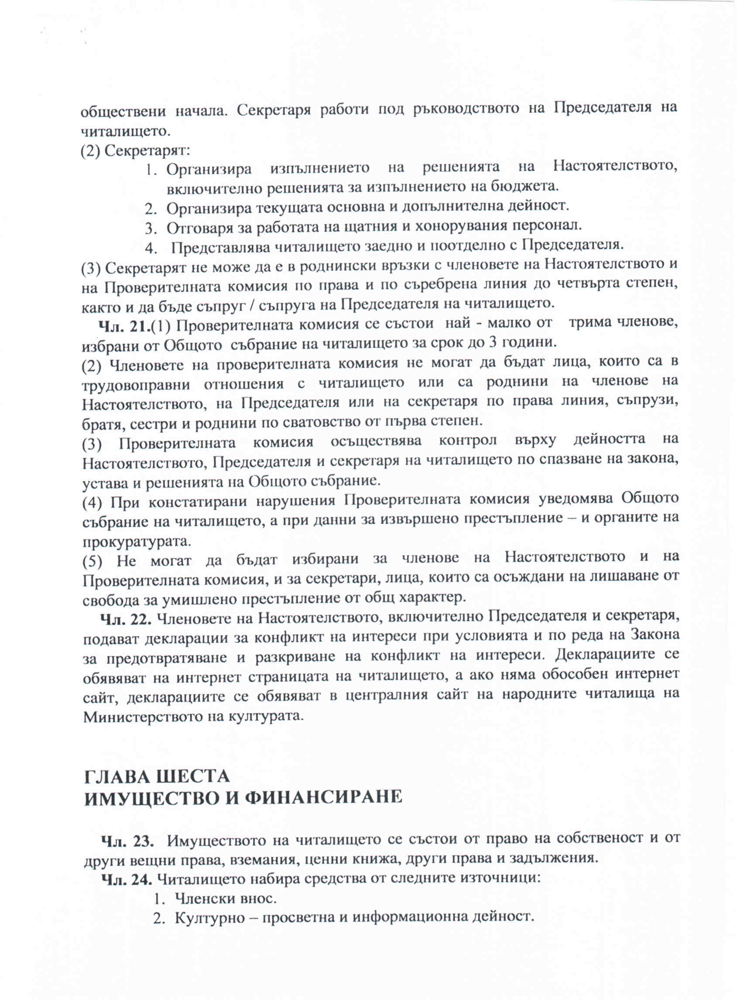 обществени начала. Секретаря работи под ръководството на Председателя на
читалището.
(2) Секретарят:
1. Организира изпълнението на решенията на Настоятелството,
включително решенията за изпълнението на бюджета.
2. Организира текущата основна и допълнителна дейност.
3. Отговаря за работата на щатния и хонорувания персонал.
4. Представлява читалището заедно и поотделно с Председателя.
(3) Секретарят не може да е в роднински връзки с членовете на Настоятелството и
на Проверителната комисия по права и по съребрена линия до четвърта степен,
както и да бъде съпруг / съпруга на Председателя на читалището.
Чл. 21.(1) Проверителната комисия се състои най - малко от трима членове,
избрани от Общото събрание на читалището за срок до 3 години.
(2) Членовете на проверителната комисия не могат да бъдат лица, които са в
трудовоправни отношения с читалището или са роднини на членове на
Настоятелството, на Председателя или на секретаря по права линия, съпрузи,
братя, сестри и роднини по сватовство от първа степен.
(3) Проверителната комисия осъществява контрол върху дейността на
Настоятелството, Председателя и секретаря на читалището по спазване на закона,
устава и решенията на Общото събрание.
(4) При констатирани нарушения Проверителната комисия уведомява Общото
събрание на читалището, а при данни за извършено престъпление – и органите на
прокуратурата.
(5) Не могат да бъдат избирани за членове на Настоятелството и на
Проверителната комисия, и за секретари, лица, които са осъждани на лишаване от
свобода за умишлено престъпление от общ характер.
Чл. 22. Членовете на Настоятелството, включително Председателя и секретаря,
подават декларации за конфликт на интереси при условията и по реда на Закона
за предотвратяване и разкриване на конфликт на интереси. Декларациите се
обявяват на интернет страницата на читалището, а ако няма обособен интернет
сайт, декларациите се обявяват в централния сайт на народните читалища на
Министерството на културата.
ГЛАВА ШЕСТА
ИМУЩЕСТВО И ФИНАНСИРАНЕ
Чл. 23. Имуществото на читалището се състои от право на собственост и от
други вещни права, вземания, ценни книжа, други права и задължения.
Чл. 24. Читалището набира средства от следните източници:
1. Членски внос.
2. Културно – просветна и информационна дейност.